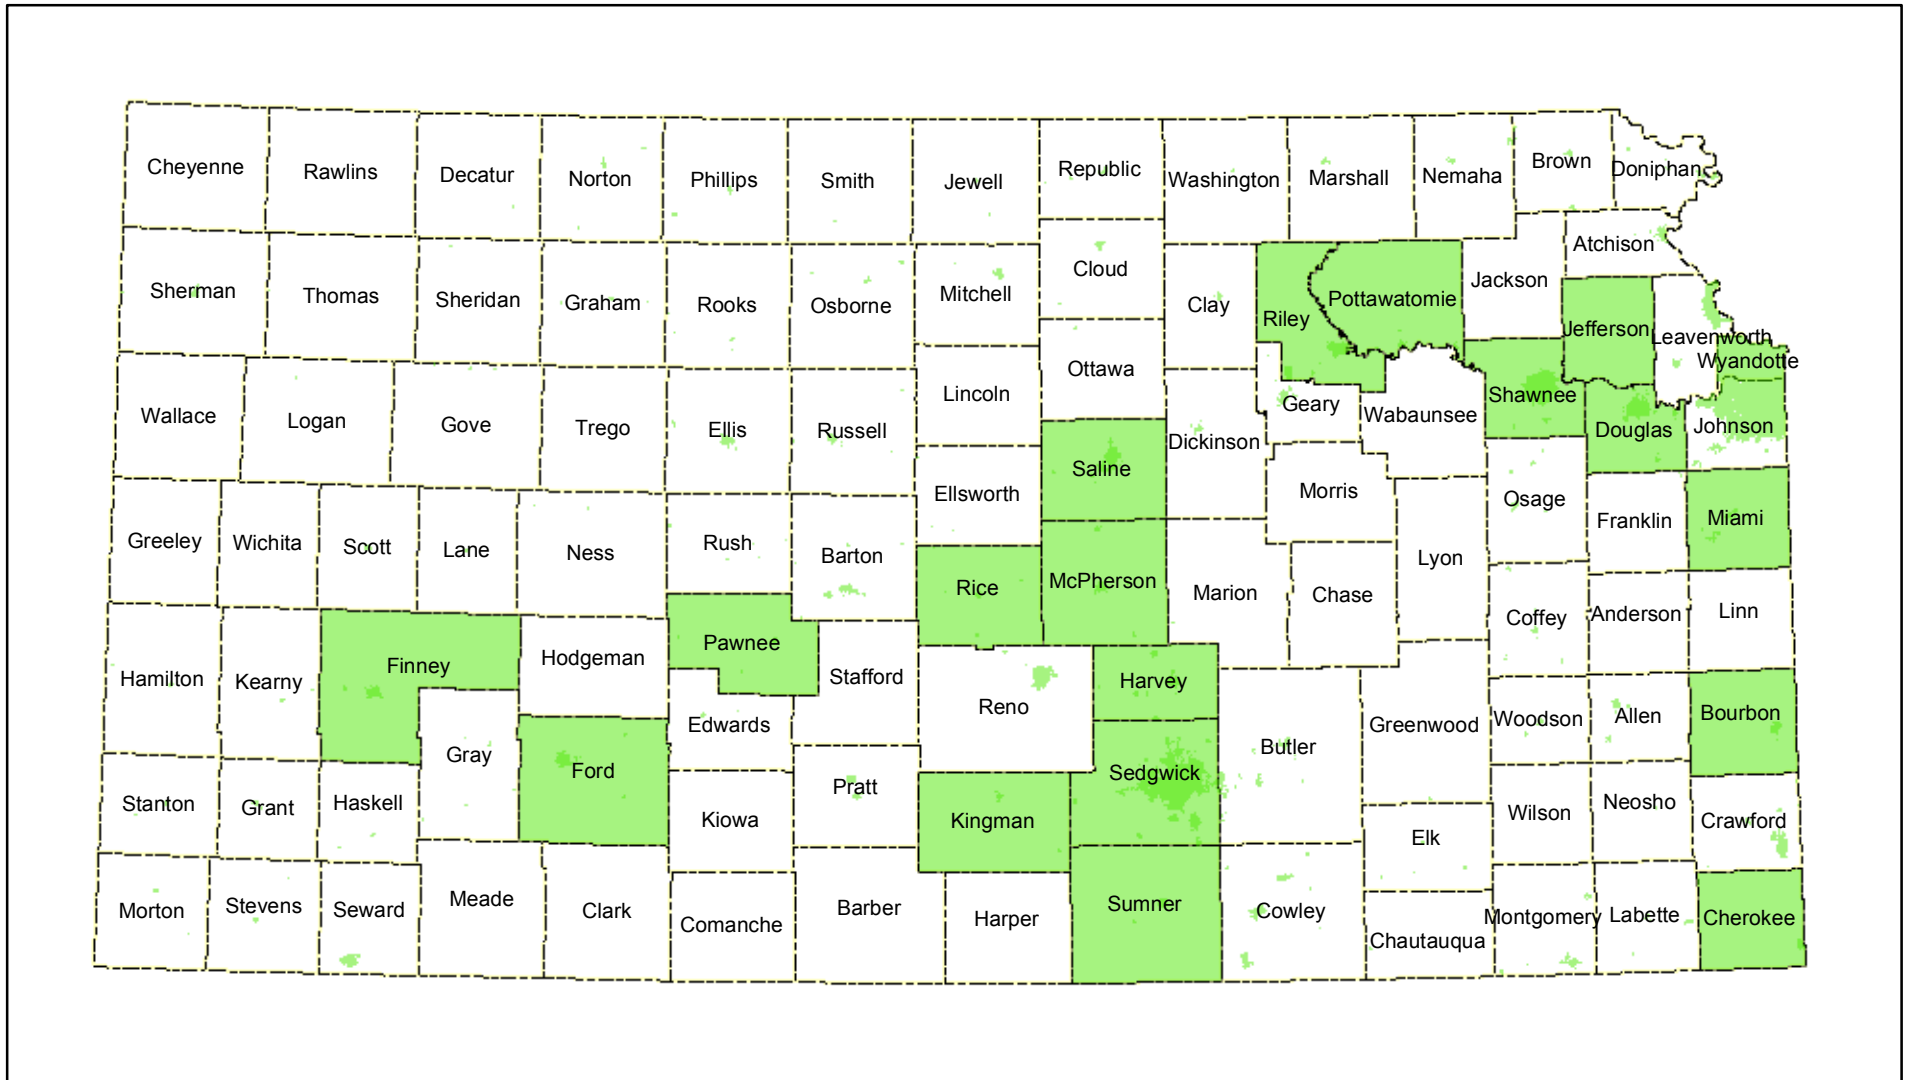 Cheyenne
Rawlins
Decatur
Norton
Phillips
Smith
Jewell
Republic
Washington
Marshall
Nemaha
Brown
Doniphan
Sherman
Thomas
Sheridan
Graham
Rooks
Osborne
Mitchell
Cloud
Clay
Riley
Pottawatomie
Jackson
Atchison
Jefferson
Leavenworth
Wyandotte
Wallace
Logan
Gove
Trego
Ellis
Russell
Lincoln
Ottawa
Saline
Dickinson
Geary
Wabaunsee
Shawnee
Douglas
Johnson
Greeley
Wichita
Scott
Lane
Ness
Rush
Barton
Ellsworth
Rice
McPherson
Marion
Morris
Chase
Lyon
Osage
Franklin
Miami
Coffey
Anderson
Linn
Hamilton
Kearny
Finney
Hodgeman
Pawnee
Stafford
Edwards
Reno
Harvey
Sedgwick
Butler
Greenwood
Woodson
Allen
Bourbon
Stanton
Grant
Haskell
Gray
Ford
Kiowa
Pratt
Kingman
Elk
Wilson
Neosho
Crawford
Morton
Stevens
Seward
Meade
Clark
Comanche
Barber
Harper
Sumner
Cowley
Chautauqua
Montgomery
Labette
Cherokee